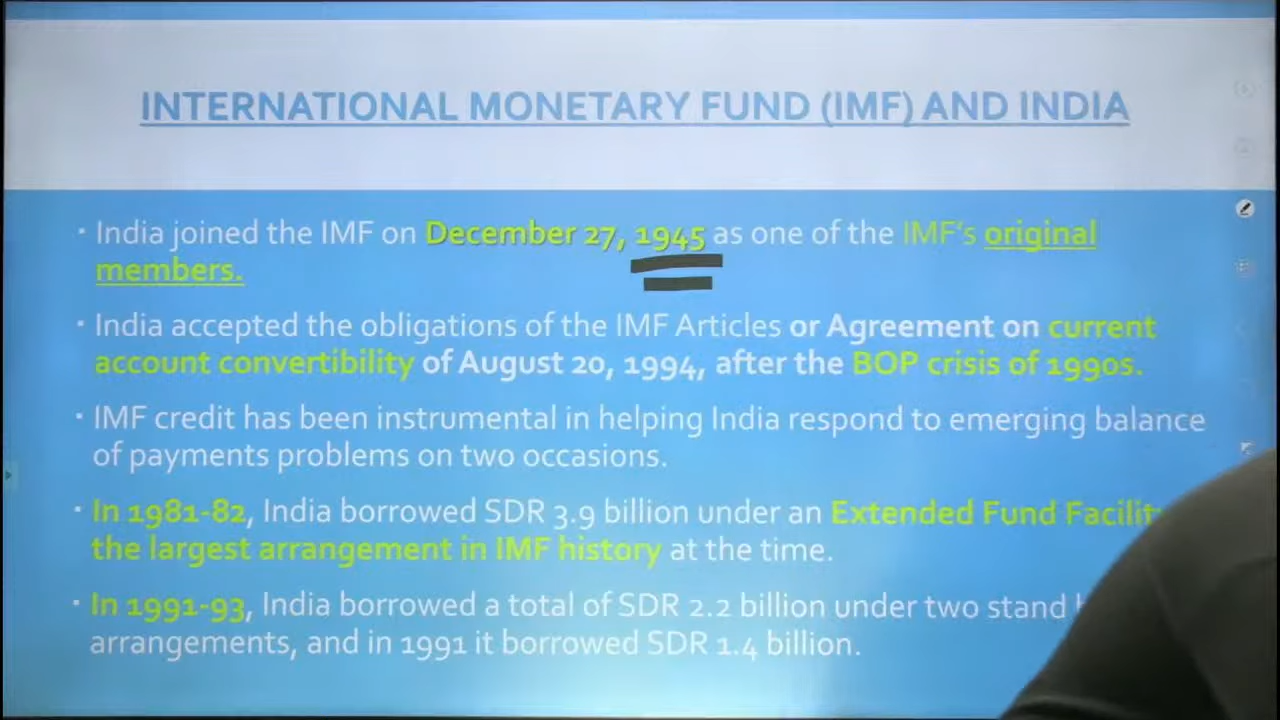 INTERNATIONAL MONETARY FUND (IMF) AND INDIA
· India joined the IMF on December 27, 1945 as one of the IMF's original
members.
· India accepted the obligations of the IMF Articles or Agreement on current
account convertibility of August 20, 1994, after the BOP crisis of 1990s.
· IMF credit has been instrumental in helping India respond to emerging balance
of payments problems on two occasions.
· In 1981-82, India borrowed SDR 3.9 billion under an Extended Fund
the largest arrangement in IMF history at the time.
· In 1991-93, India borrowed a total of SDR 2.2 billion under two stand
arrangements, and in 1991 it borrowed SDR 1.4 billion.